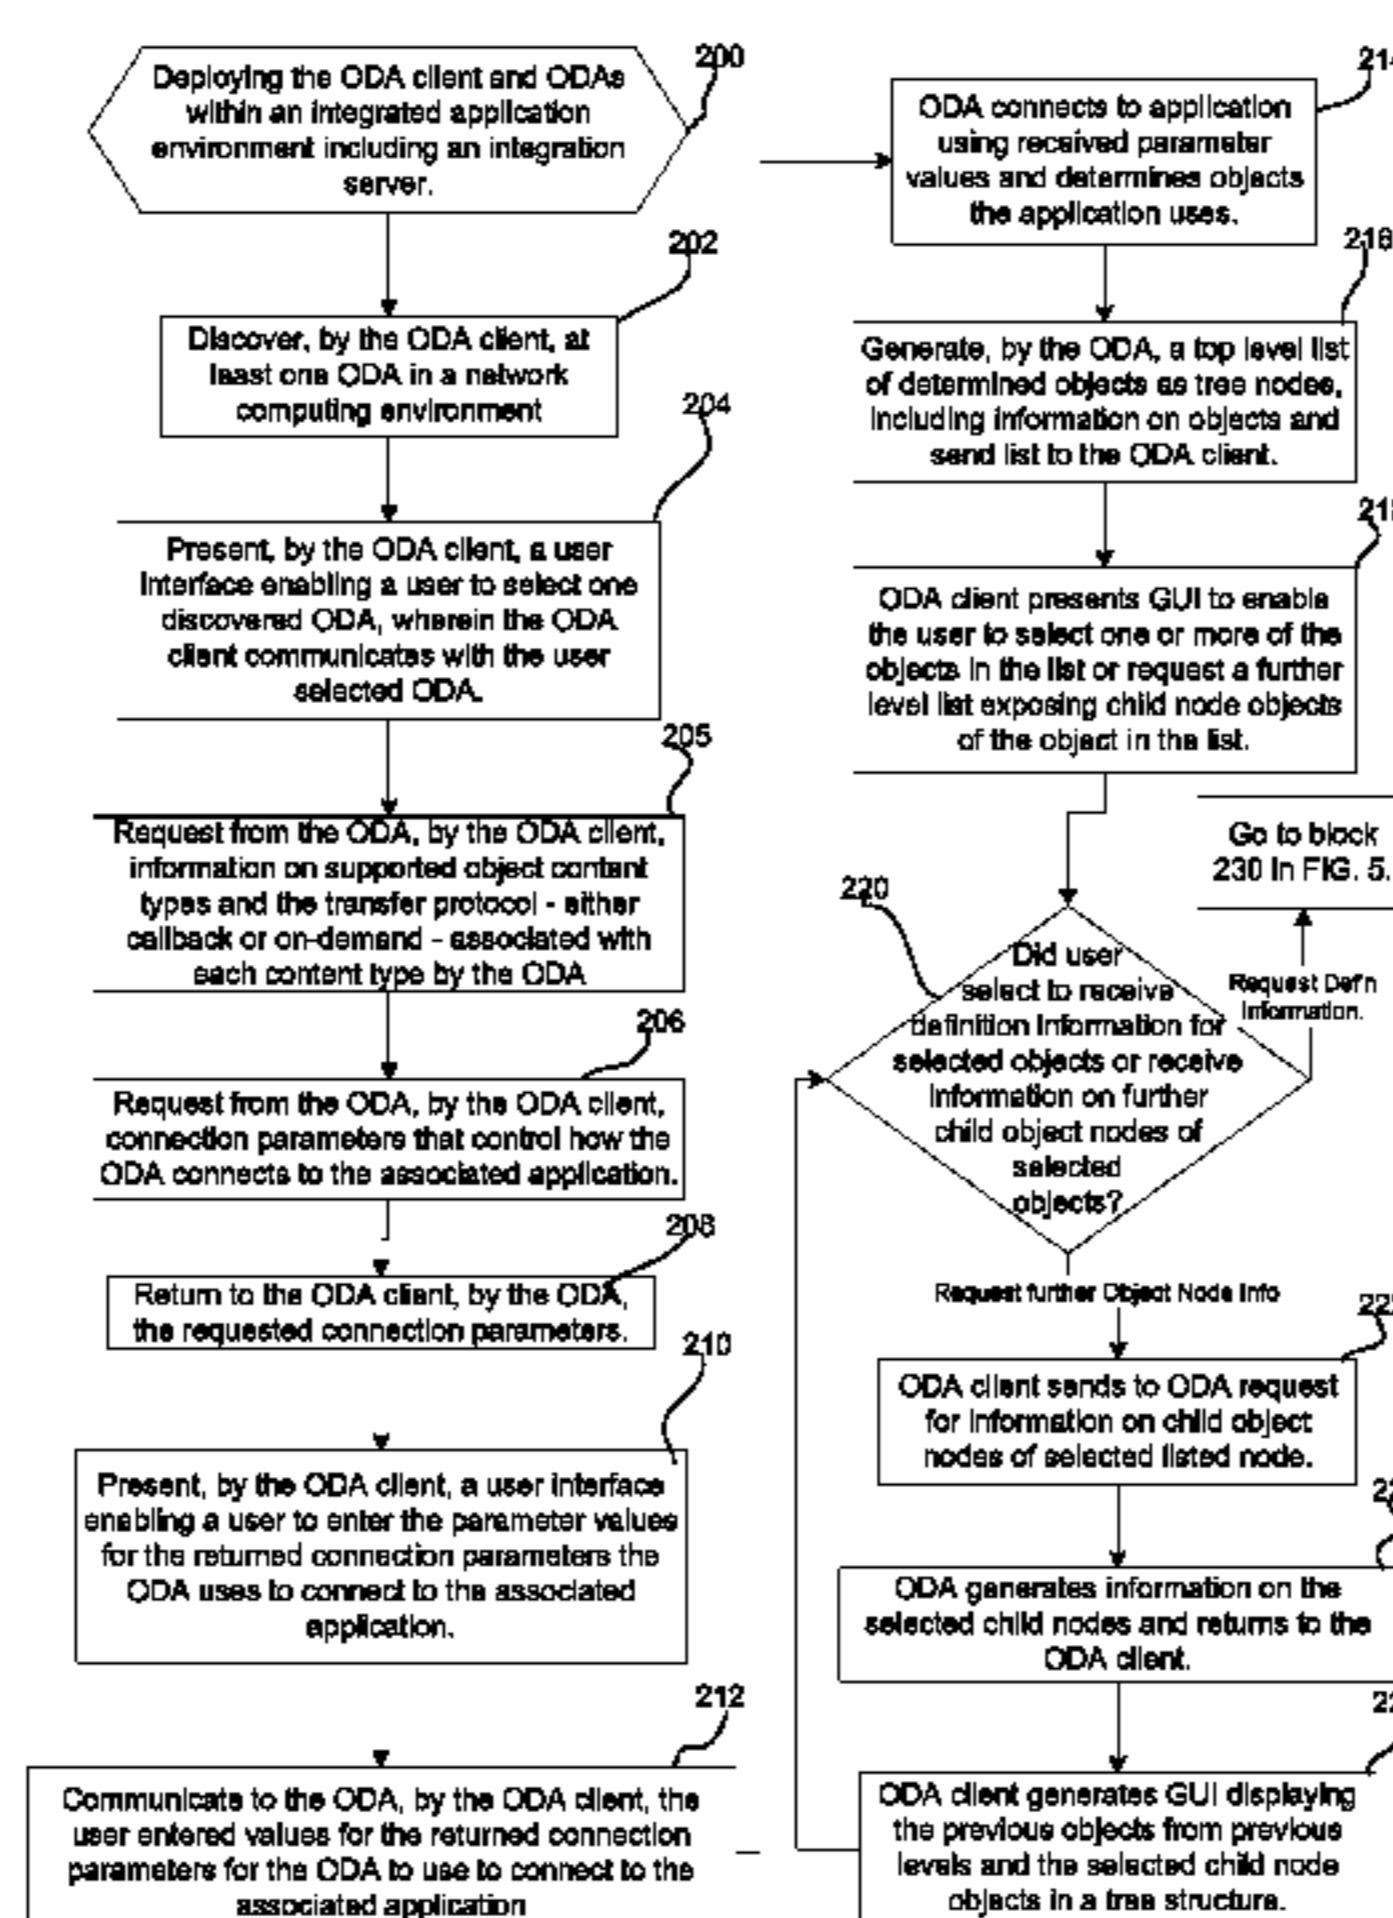 200
Deploying the ODA client and ODAs
within an integrated application
environment including an integration
server.
202
Discover, by the ODA client, at
least one ODA in a network
computing environment
204
Present, by the ODA client, a user
Interface enabling a user to select one
discovered ODA, wherein the ODA
client communicates with the user
selected ODA.
205
Request from the ODA, by the ODA client,
information on supported object content
types and the transfer protocol - either
callback or on-demand - associated with
each content type by the ODA
206
Request from the ODA, by the ODA client,
connection parameters that control how the
ODA connects to the associated application.
208
Return to the ODA client, by the ODA,
the requested connection parameters.
210
Present, by the ODA client, a user interface
enabling a user to enter the parameter values
for the returned connection parameters the
ODA uses to connect to the associated
application.
212
Communicate to the ODA, by the ODA client, the
user entered values for the returned connection
parameters for the ODA to use to connect to the
associated application
214
ODA connects to application
using received parameter
values and determines objects
the application uses.
216
Generate, by the ODA, a top level list
of determined objects as tree nodes,
including information on objects and
send list to the ODA client.
ODA client presents GUI to enable
the user to select one or more of the
objects in the list or request a further
level list exposing child node objects
of the object in the list.
Go to block
230 in FIG. 5.
220
Request Def'n
Information.
Did user
select to receive
definition Information for
selected objects or receive
Information on further
child object nodes of
selected
objects?
Request further Object Node Info
222
ODA client sends to ODA request
for information on child object
nodes of selected listed node.
ODA generates information on the
selected child nodes and returns to the
ODA client.
ODA client generates GUI displaying
the previous objects from previous
levels and the selected child node
objects in a tree structure.